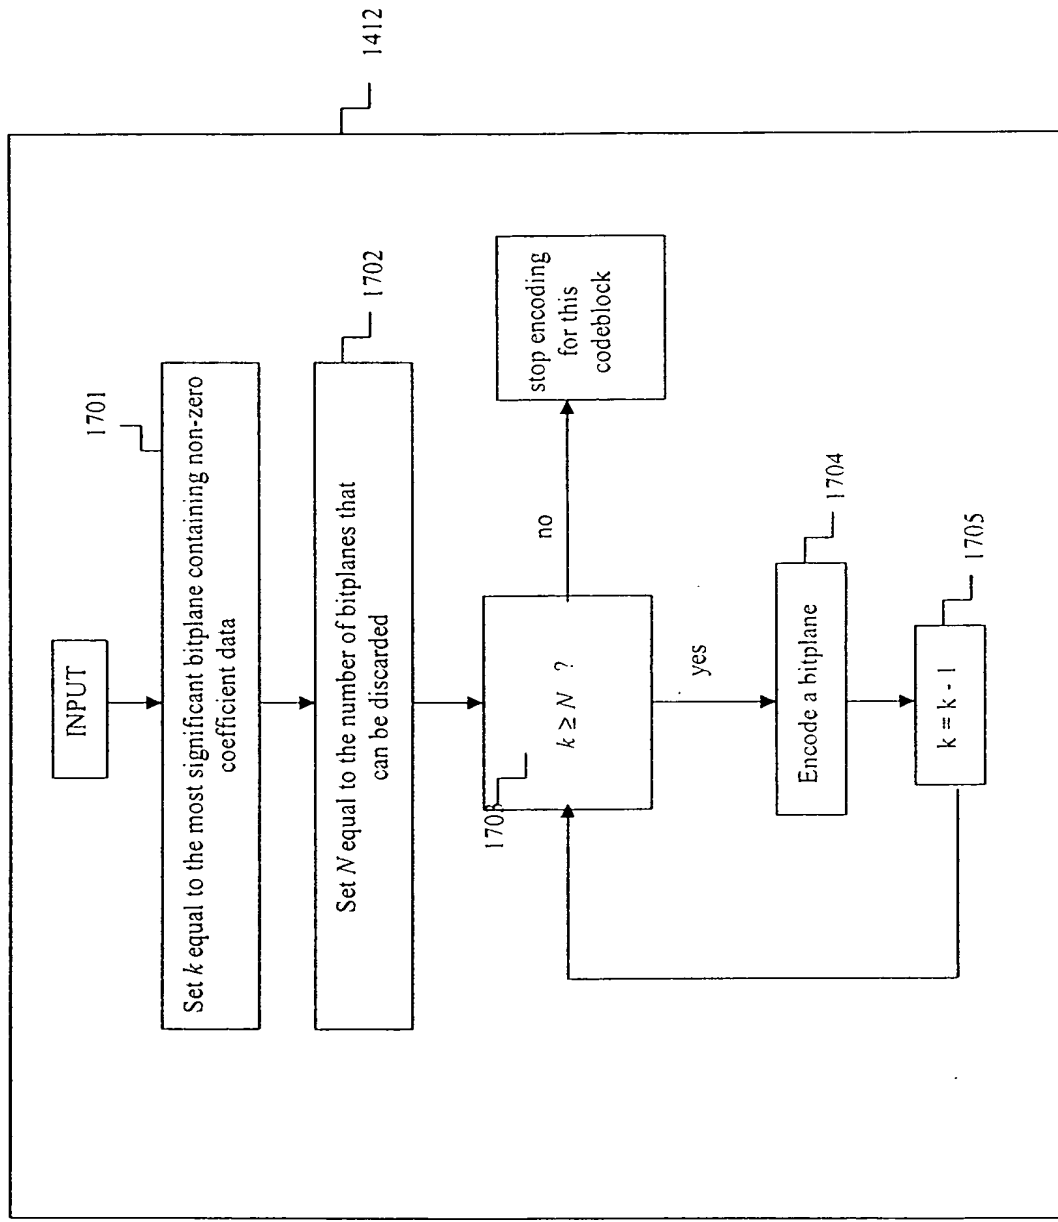 1412
INPUT
1701
Set k equal to the most significant bitplane containing non-zero
coefficient data
1702
Set N equal to the number of bitplanes that
can be discarded
1703
k ≥ N ?
no
stop encoding
for this
codeblock
yes
1704
Encode a bitplane
1705
k = k - 1